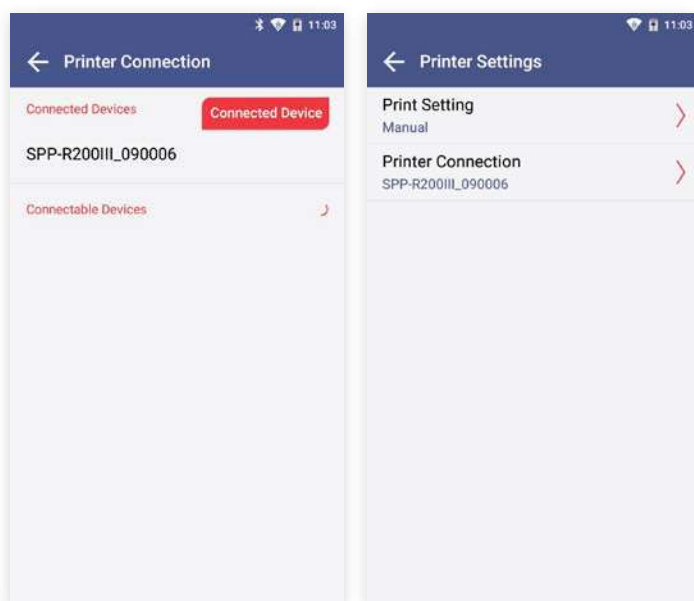 11:03
Printer Connection
Connected Devices
Connected Device
SPP-R200III_090006
Connectable Devices
11:03
Printer Settings
Print Setting
Manual
Printer Connection
SPP-R200III_090006